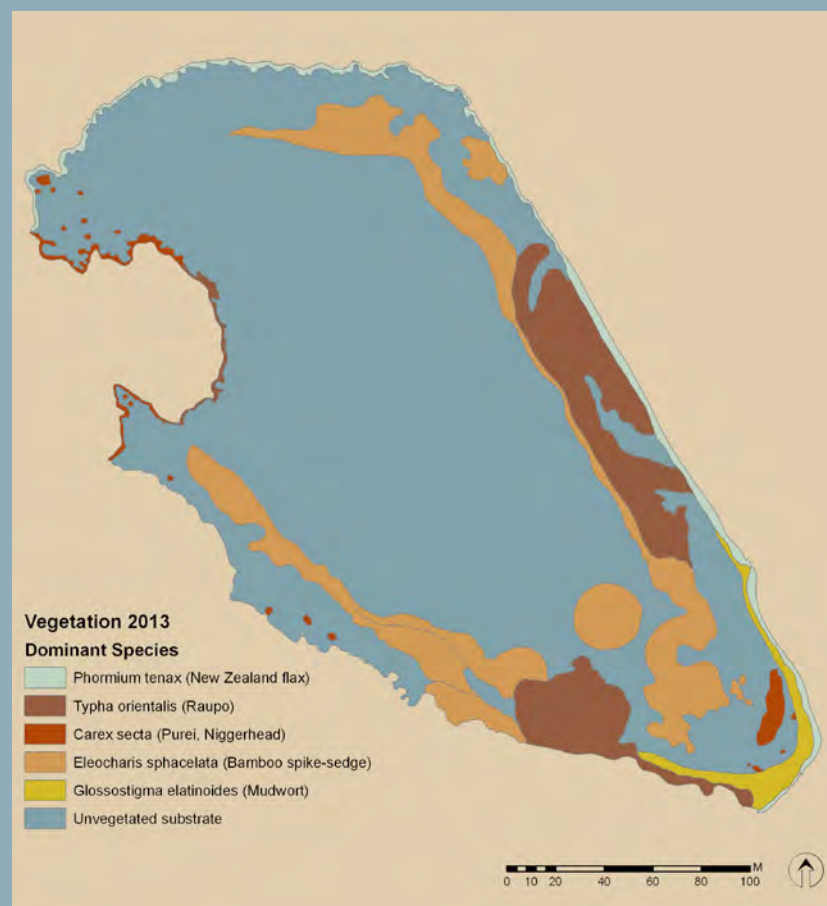 Vegetation 2013
Dominant Species
Phormium tenax (New Zealand flax)
Typha orientalis (Raupo)
Carex secta (Purei, Niggerhead)
Eleocharis sphacelata (Bamboo spike-sedge)
Glossostigma elatinoides (Mudwort)
Unvegetated substrate
M
0 10 20 40 60 80 100